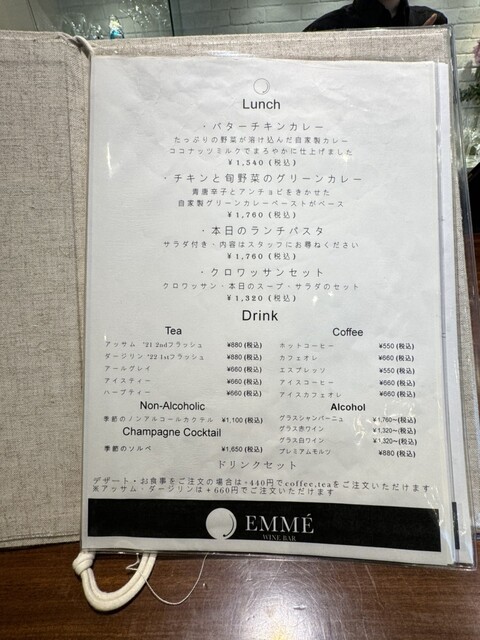 Lunch
・バターチキンカレー
たっぷりの野菜が溶け込んだ自家製カレー
ココナッツミルクでまろやかに仕上げました
¥1,540 (税込)
・チキンと旬野菜のグリーンカレー
青唐辛子とアンチョビをきかせた
自家製グリーンカレーペーストがベース
¥1,760 (税込)
・本日のランチパスタ
サラダ付き・内容はスタッフにお尋ねください
¥1,760 (税込)
・クロワッサンセット
クロワッサン・本日のスープ・サラダのセット
¥1,320 (税込)
Drink
Tea
アッサム '21 2ndフラッシュ ¥880(税込)
ダージリン '22 1stフラッシュ ¥880(税込)
アールグレイ ¥660(税込)
アイスティー ¥660(税込)
ハーブティー ¥660(税込)
Coffee
ホットコーヒー ¥550(税込)
カフェオレ ¥660(税込)
エスプレッソ ¥550(税込)
アイスコーヒー ¥660(税込)
アイスカフェオレ ¥660(税込)
Non-Alcoholic
季節のノンアルコールカクテル ¥1,100(税込)
Champagne Cocktail
季節のソルベ ¥1,650(税込)
Alcohol
グラスシャンパーニュ ¥1,760~(税込)
グラス赤ワイン ¥1,320~(税込)
グラス白ワイン ¥1,320~(税込)
プレミアムモルツ ¥880(税込)
ドリンクセット
デザート・お食事をご注文の場合は+440円でcoffee,teaをご注文いただけます
※アッサム・ダージリンは+660円でご注文いただけます
EMMÉ
WINE BAR